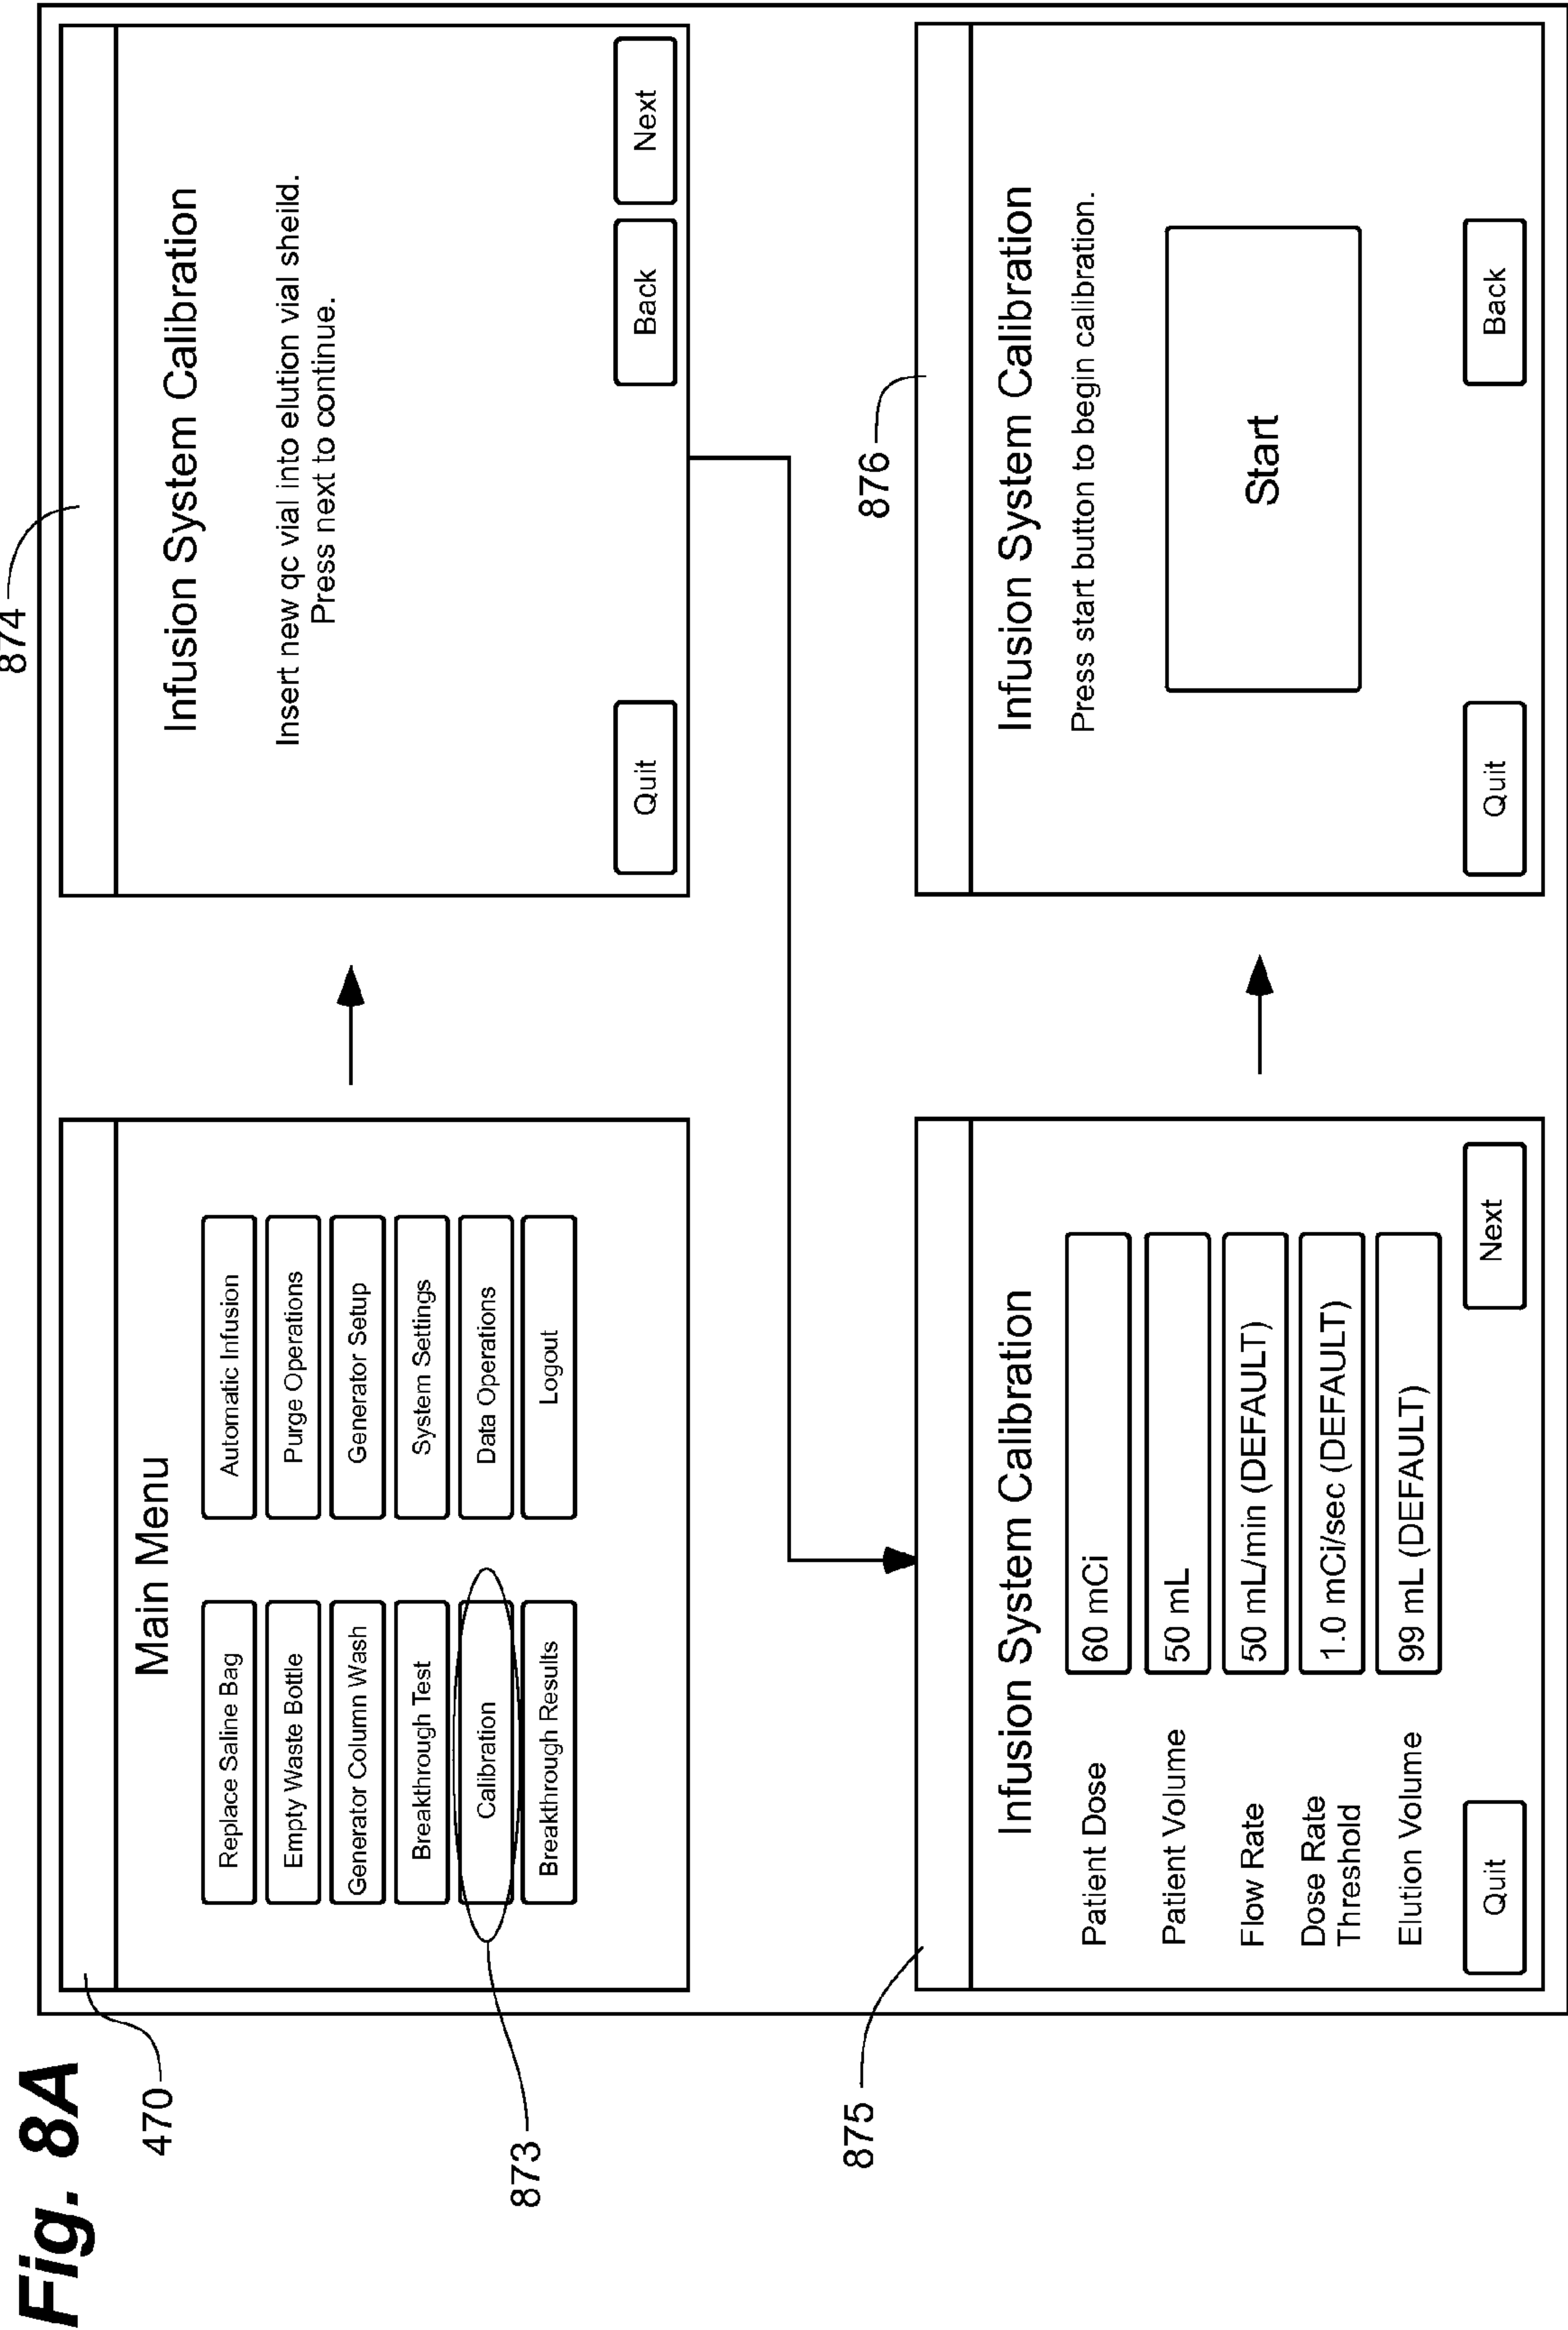 Fig. 8A
470
Main Menu
Replace Saline Bag
Automatic Infusion
Empty Waste Bottle
Purge Operations
Generator Column Wash
Generator Setup
Breakthrough Test
System Settings
Calibration
Data Operations
Breakthrough Results
Logout
873
874
Infusion System Calibration
Insert new qc vial into elution vial sheild.
Press next to continue.
Quit
Back
Next
875
Infusion System Calibration
Patient Dose
60 mCi
Patient Volume
50 mL
Flow Rate
50 mL/min (DEFAULT)
Dose Rate
Threshold
1.0 mCi/sec (DEFAULT)
Elution Volume
99 mL (DEFAULT)
Quit
Next
876
Infusion System Calibration
Press start button to begin calibration.
Start
Quit
Back